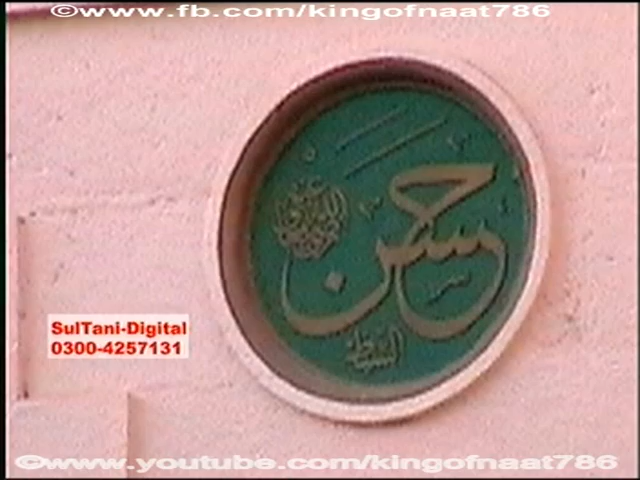 ©www.fb.com/kingofnaat786
حسن
السبط
SulTani-Digital
0300-4257131
©www.youtube.com/kingofnaat786